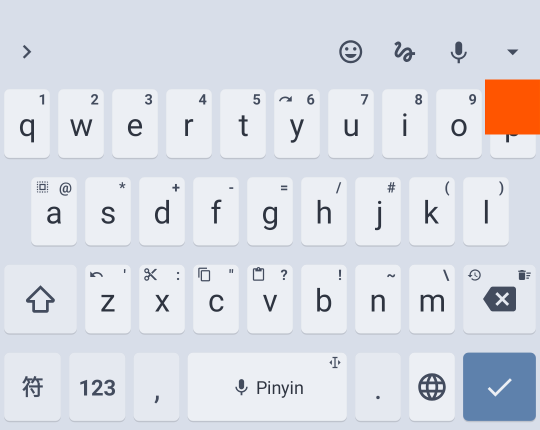 1 2 3 4 5 6 7 8 9
q w e r t y u i o
@ * + - = / # ( )
a s d f g h j k l
' : " ? ! ~ \
z x c v b n m
符 123 , Pinyin .